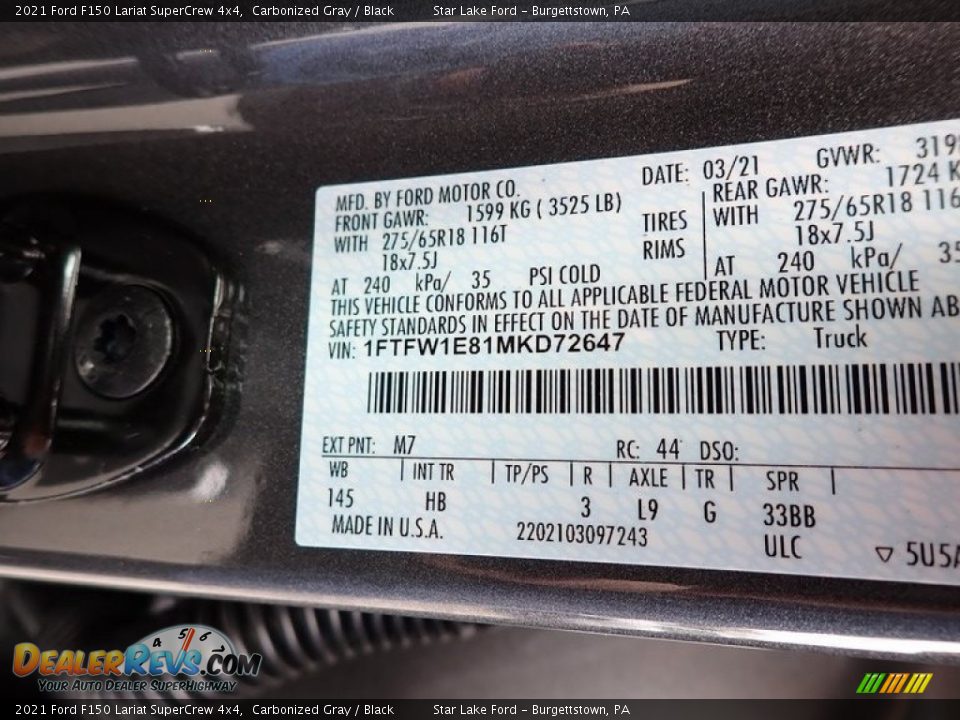 2021 Ford F150 Lariat SuperCrew 4x4, Carbonized Gray / Black Star Lake Ford - Burgettstown, PA
MFD. BY FORD MOTOR CO. DATE: 03/21 GVWR:
FRONT GAWR: 1599 KG ( 3525 LB) REAR GAWR: 1724
WITH 275/65R18 116T TIRES WITH 275/65R18
18x7.5J RIMS 18x7.5J
AT 240 kPa/ 35 PSI COLD AT 240 kPa/ 35
THIS VEHICLE CONFORMS TO ALL APPLICABLE FEDERAL MOTOR VEHICLE
SAFETY STANDARDS IN EFFECT ON THE DATE OF MANUFACTURE SHOWN AB
VIN: 1FTFW1E81MKD72647 TYPE: Truck
EXT PNT: M7 RC: 44 DSO:
WB INT TR TP/PS R AXLE TR SPR
145 HB 3 L9 G 33BB
MADE IN U.S.A. 2202103097243 ULC
▽ 5U5A
4 5 6
DEALERREVS.COM
YOUR AUTO DEALER SUPERHIGHWAY
2021 Ford F150 Lariat SuperCrew 4x4, Carbonized Gray / Black Star Lake Ford - Burgettstown, PA